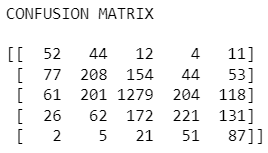 CONFUSION MATRIX
[[ 52 44 12 4 11]
[ 77 208 154 44 53]
[ 61 201 1279 204 118]
[ 26 62 172 221 131]
[ 2 5 21 51 87]]